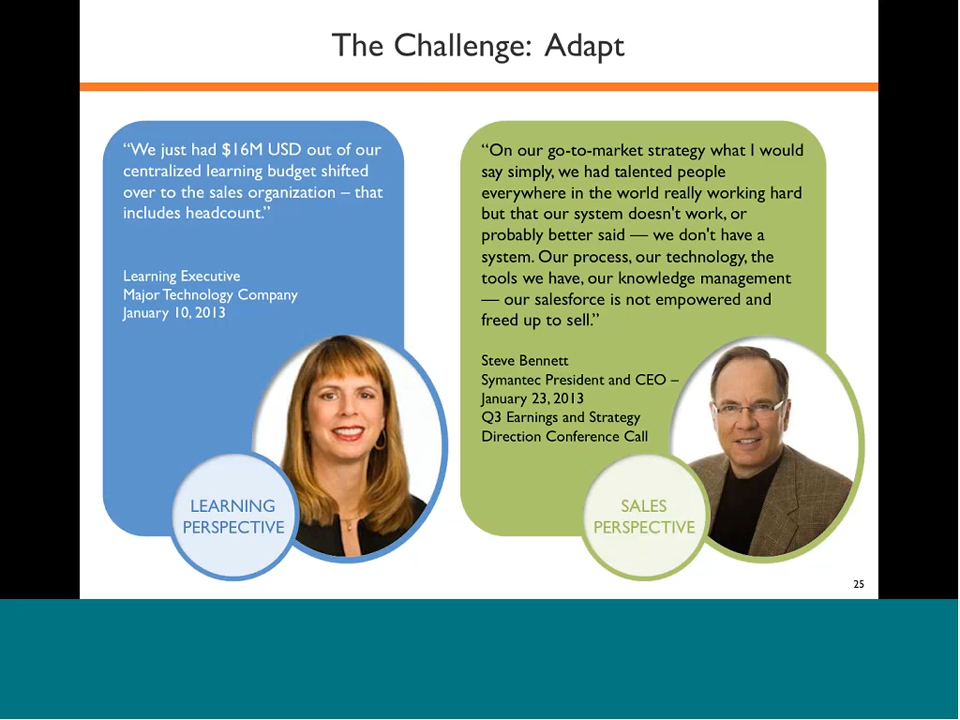 The Challenge: Adapt
“We just had $16M USD out of our
centralized learning budget shifted
over to the sales organization – that
includes headcount.”
Learning Executive
Major Technology Company
January 10, 2013
LEARNING
PERSPECTIVE
“On our go-to-market strategy what I would
say simply, we had talented people
everywhere in the world really working hard
but that our system doesn't work, or
probably better said — we don't have a
system. Our process, our technology, the
tools we have, our knowledge management
— our salesforce is not empowered and
freed up to sell.”
Steve Bennett
Symantec President and CEO –
January 23, 2013
Q3 Earnings and Strategy
Direction Conference Call
SALES
PERSPECTIVE
25